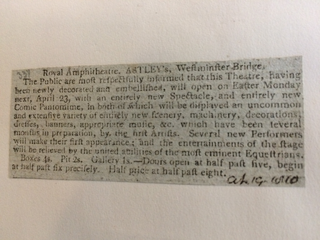 Royal Amphitheatre, ASTLEY's, Westminster-Bridge.
The Public are most respectfully informed that this Theatre, having
been newly decorated and embellished, will open on Easter Monday
next, April 23, with an entirely new Spectacle, and entirely new
Comic Pantomime, in both of which will be displayed an uncommon
and extensive variety of entirely new scenery, machinery, decorations,
dresses, banners, appropriate music, &c. which have been several
months in preparation, by the first Artists. Several new Performers
will make their first appearance; and the entertainments of the stage
will be relieved by the united abilities of the most eminent Equestrians.
Boxes 4s. Pit 2s. Gallery 1s.—Doors open at half past five, begin
at half past six precisely. Half price at half past eight.